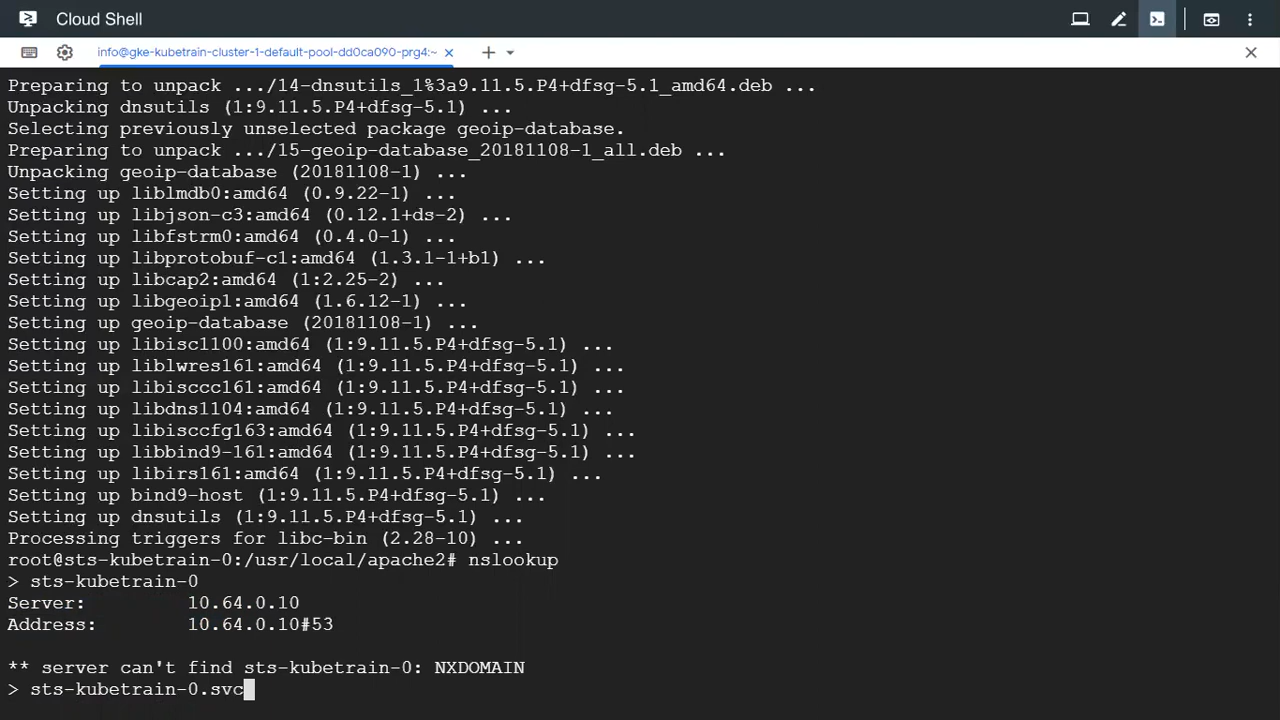 Cloud Shell
info@gke-kubetrain-cluster-1-default-pool-dd0ca090-prg4:~
Preparing to unpack .../14-dnsutils_1%3a9.11.5.P4+dfsg-5.1_amd64.deb ...
Unpacking dnsutils (1:9.11.5.P4+dfsg-5.1) ...
Selecting previously unselected package geoip-database.
Preparing to unpack .../15-geoip-database_20181108-1_all.deb ...
Unpacking geoip-database (20181108-1) ...
Setting up liblmdb0:amd64 (0.9.22-1) ...
Setting up libjson-c3:amd64 (0.12.1+ds-2) ...
Setting up libfstrm0:amd64 (0.4.0-1) ...
Setting up libprotobuf-c1:amd64 (1.3.1-1+b1) ...
Setting up libcap2:amd64 (1:2.25-2) ...
Setting up libgeoip1:amd64 (1.6.12-1) ...
Setting up geoip-database (20181108-1) ...
Setting up libisc1100:amd64 (1:9.11.5.P4+dfsg-5.1) ...
Setting up liblwres161:amd64 (1:9.11.5.P4+dfsg-5.1) ...
Setting up libisccc161:amd64 (1:9.11.5.P4+dfsg-5.1) ...
Setting up libdns1104:amd64 (1:9.11.5.P4+dfsg-5.1) ...
Setting up libisccfg163:amd64 (1:9.11.5.P4+dfsg-5.1) ...
Setting up libbind9-161:amd64 (1:9.11.5.P4+dfsg-5.1) ...
Setting up libirs161:amd64 (1:9.11.5.P4+dfsg-5.1) ...
Setting up bind9-host (1:9.11.5.P4+dfsg-5.1) ...
Setting up dnsutils (1:9.11.5.P4+dfsg-5.1) ...
Processing triggers for libc-bin (2.28-10) ...
root@sts-kubetrain-0:/usr/local/apache2# nslookup
> sts-kubetrain-0
Server: 10.64.0.10
Address: 10.64.0.10#53
** server can't find sts-kubetrain-0: NXDOMAIN
> sts-kubetrain-0.svc